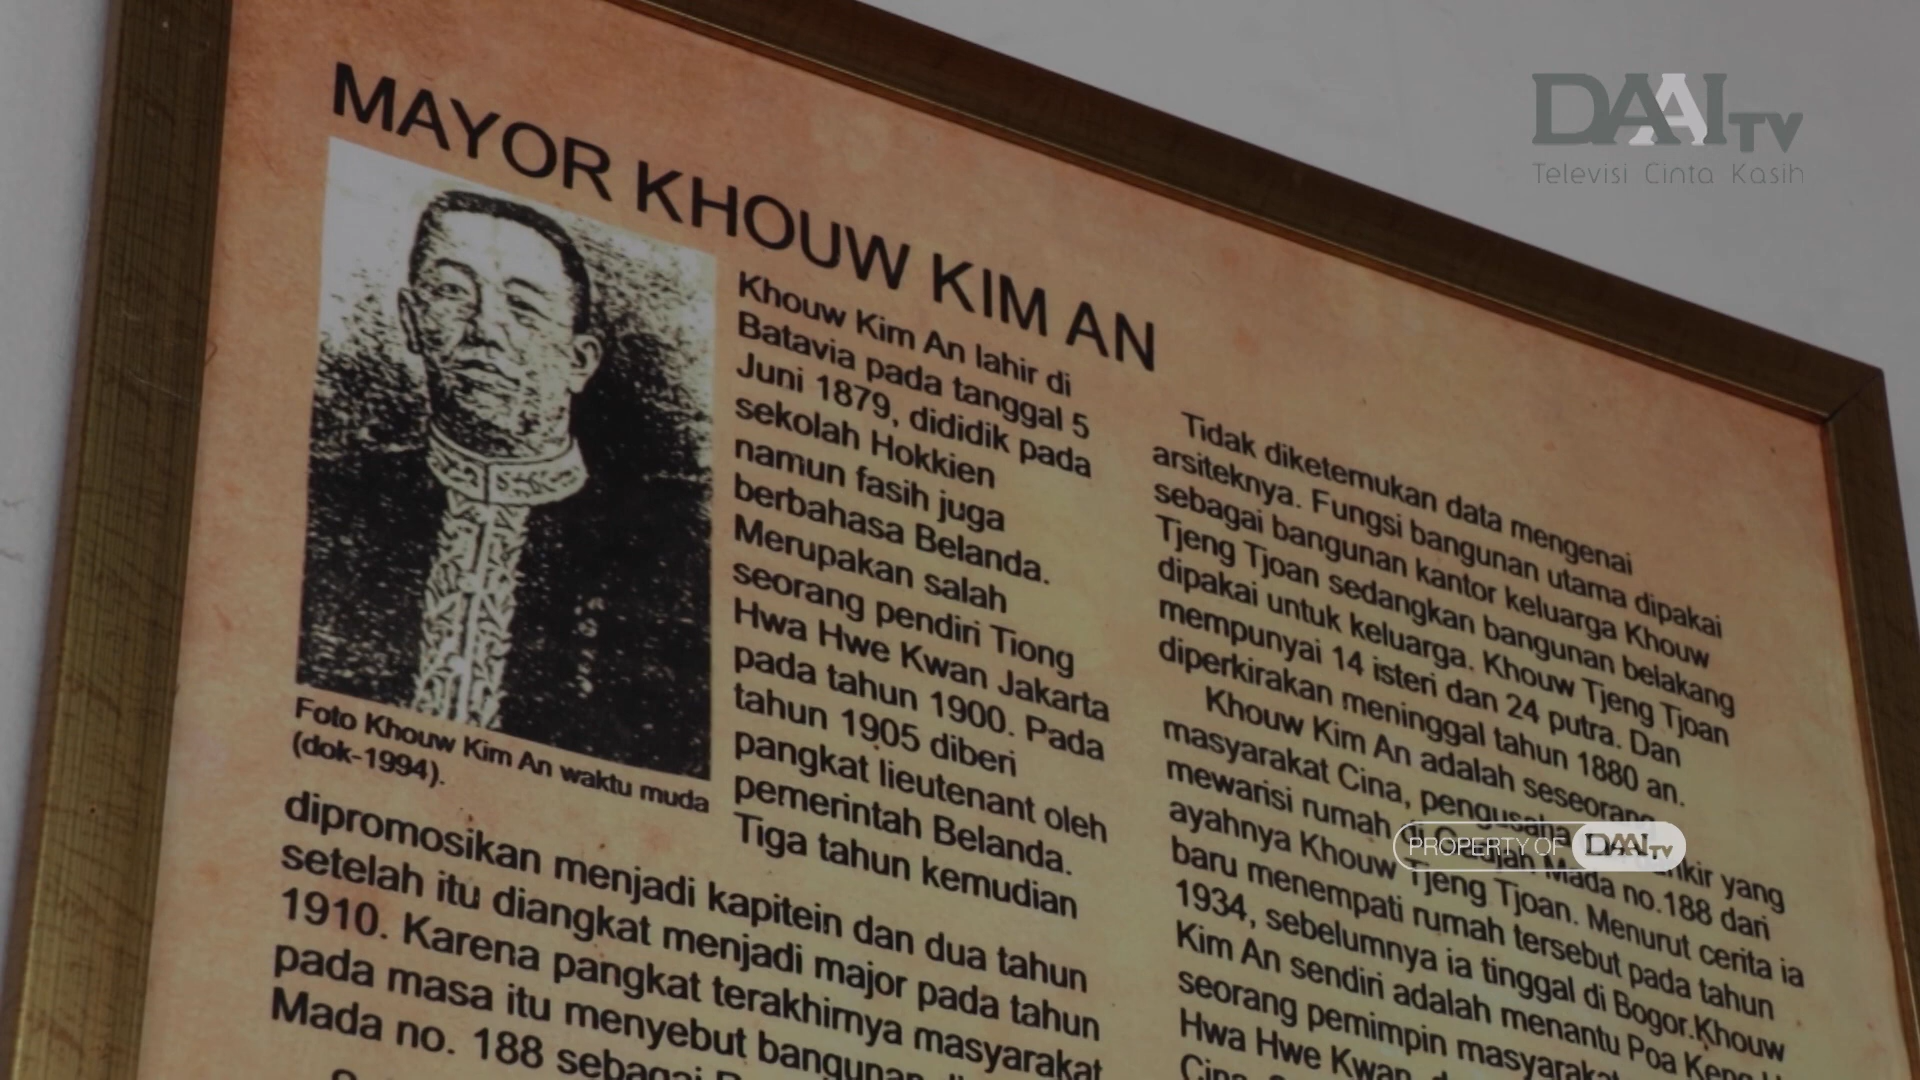 DAAI TV
Televisi Cinta Kasih
MAYOR KHOUW KIM AN
Khouw Kim An lahir di
Batavia pada tanggal 5
Juni 1879, dididik pada
sekolah Hokkien
namun fasih juga
berbahasa Belanda.
Merupakan salah
seorang pendiri Tiong
Hwa Hwe Kwan Jakarta
pada tahun 1900. Pada
tahun 1905 diberi
pangkat lieutenant oleh
pemerintah Belanda.
Tiga tahun kemudian
Foto Khouw Kim An waktu muda
(dok-1994).
dipromosikan menjadi kapitein dan dua tahun
setelah itu diangkat menjadi major pada tahun
1910. Karena pangkat terakhirnya masyarakat
pada masa itu menyebut bangunan
Mada no. 188 sebagai
Tidak diketemukan data mengenai
arsiteknya. Fungsi bangunan utama dipakai
sebagai bangunan kantor keluarga Khouw
Tjeng Tjoan sedangkan bangunan belakang
dipakai untuk keluarga. Khouw Tjeng Tjoan
mempunyai 14 isteri dan 24 putra. Dan
diperkirakan meninggal tahun 1880 an.
Khouw Kim An adalah seseorang
masyarakat Cina, pengusaha yang
mewarisi rumah di Gadjah Mada no.188 dari
ayahnya Khouw Tjeng Tjoan. Menurut cerita ia
baru menempati rumah tersebut pada tahun
1934, sebelumnya ia tinggal di Bogor.Khouw
Kim An sendiri adalah menantu Poa Keng
seorang pemimpin masyarakat
Hwa Hwe Kwan
PROPERTY OF DAAI TV